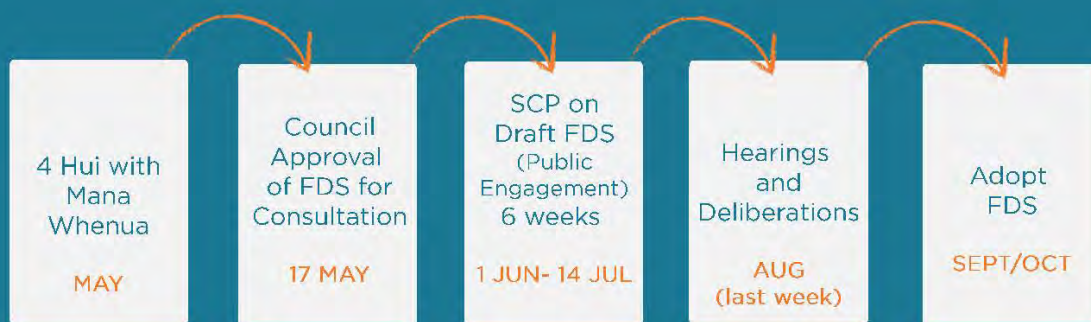 4 Hui with
Mana
Whenua
MAY
Council
Approval
of FDS for
Consultation
17 MAY
SCP on
Draft FDS
(Public
Engagement)
6 weeks
1 JUN- 14 JUL
Hearings
and
Deliberations
AUG
(last week)
Adopt
FDS
SEPT/OCT